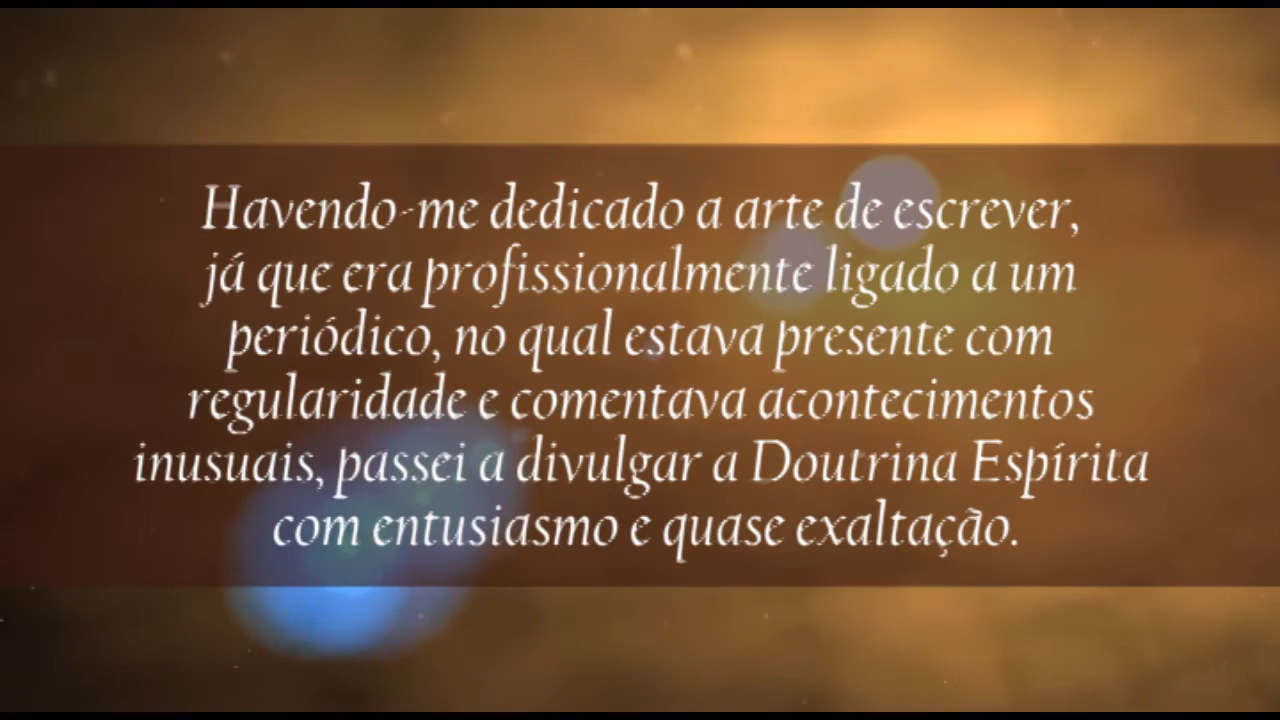 Havendo-me dedicado a arte de escrever,
já que era profissionalmente ligado a um
periódico, no qual estava presente com
regularidade e comentava acontecimentos
inusuais, passei a divulgar a Doutrina Espírita
com entusiasmo e quase exaltação.